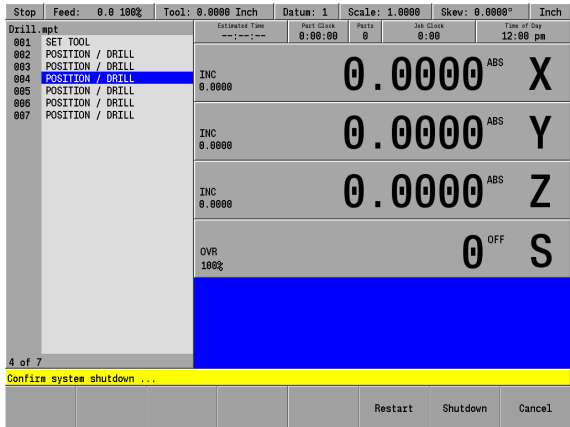 Stop Feed: 0.0 100% Tool: 0.0000 Inch Datum: 1 Scale: 1.0000 Skew: 0.0000° Inch
Drill.mpt
Estimated Time Part Clock Parts Job Clock Time of Day
--:--:-- 0:00:00 0 0:00 12:00 pm
001 SET TOOL
002 POSITION / DRILL
003 POSITION / DRILL
004 POSITION / DRILL
005 POSITION / DRILL
006 POSITION / DRILL
007 POSITION / DRILL
INC 0.0000 ABS X
0.0000
INC 0.0000 ABS Y
0.0000
INC 0.0000 ABS Z
0.0000
OVR 0 OFF S
100%
4 of 7
Confirm system shutdown ...
Restart Shutdown Cancel